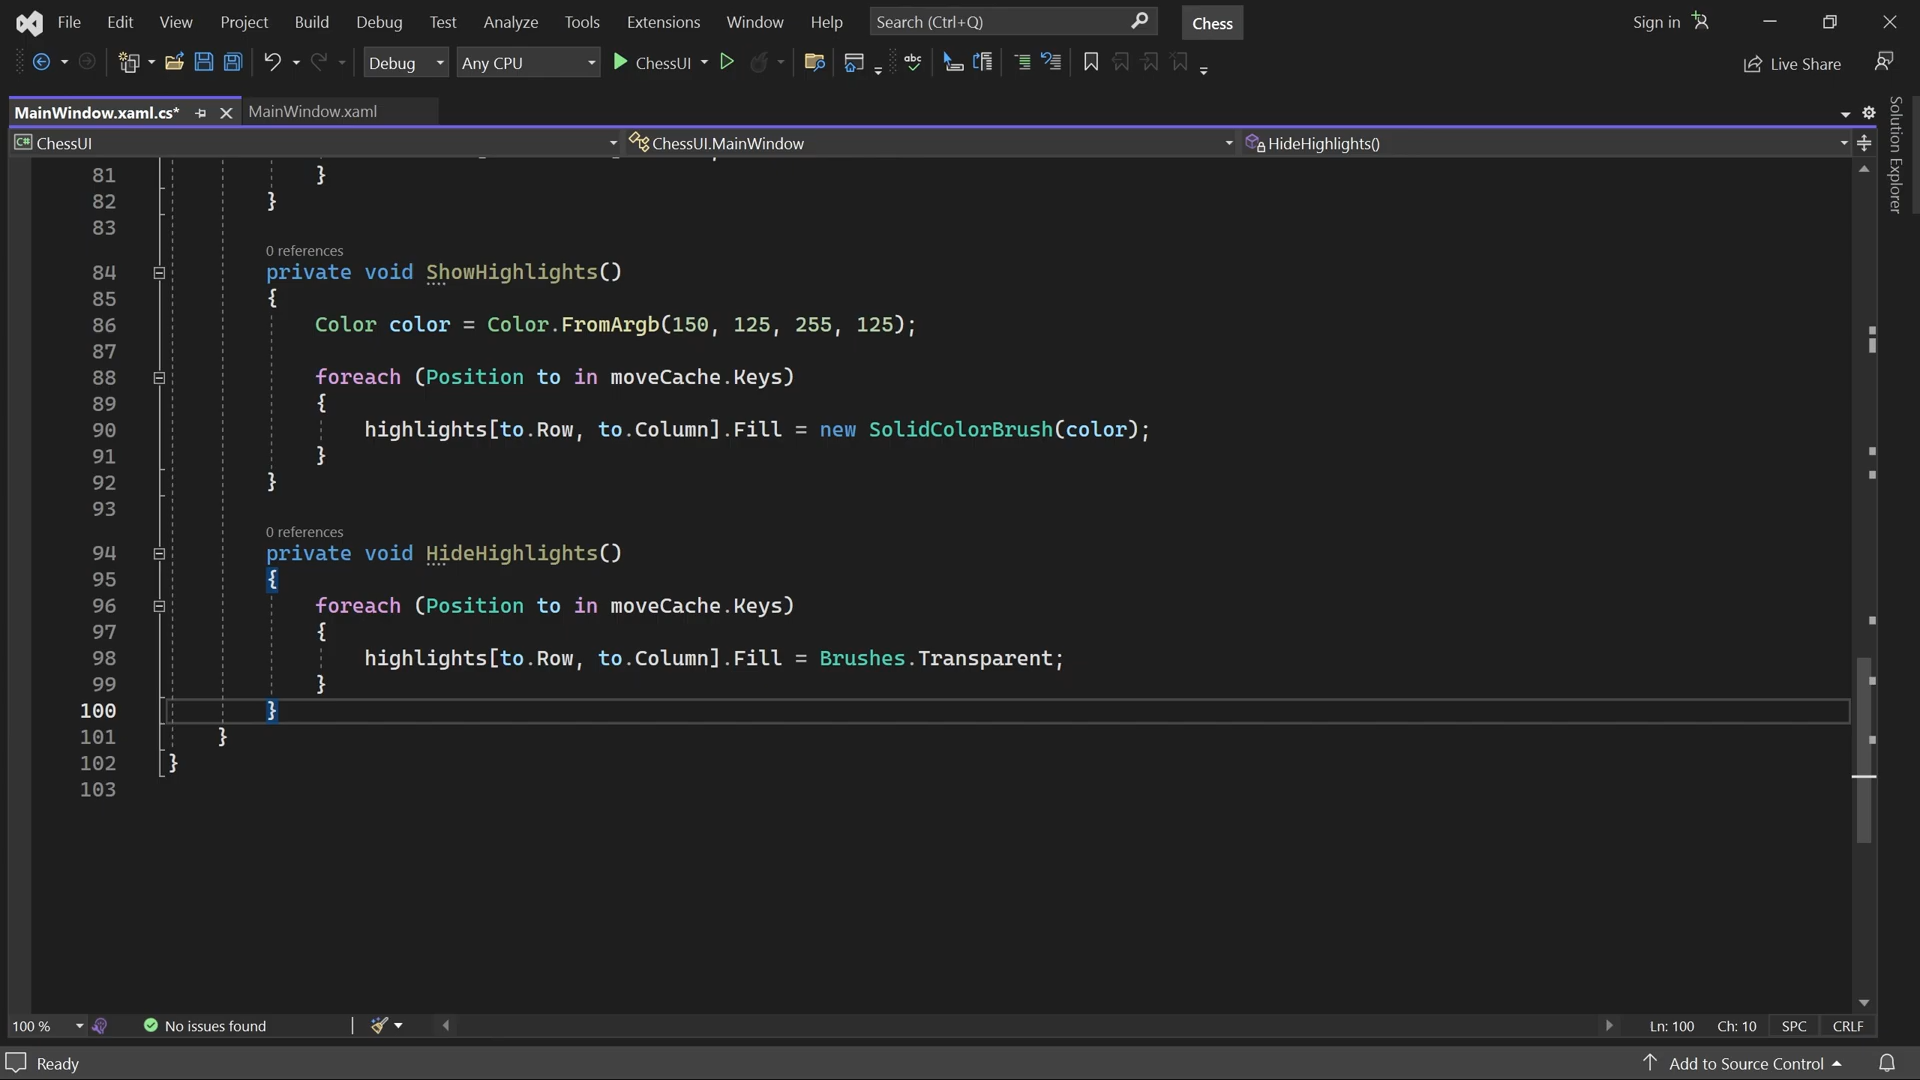 File Edit View Project Build Debug Test Analyze Tools Extensions Window Help Search (Ctrl+Q) Chess Sign in
Debug Any CPU ChessUI Live Share
MainWindow.xaml.cs* MainWindow.xaml
ChessUI ChessUI.MainWindow HideHighlights()
Solution Explorer
81 }
82 }
83
0 references
84 private void ShowHighlights()
85 {
86 Color color = Color.FromArgb(150, 125, 255, 125);
87
88 foreach (Position to in moveCache.Keys)
89 {
90 highlights[to.Row, to.Column].Fill = new SolidColorBrush(color);
91 }
92 }
93
0 references
94 private void HideHighlights()
95 {
96 foreach (Position to in moveCache.Keys)
97 {
98 highlights[to.Row, to.Column].Fill = Brushes.Transparent;
99 }
100 }
101 }
102 }
103
100 % No issues found Ln: 100 Ch: 10 SPC CRLF
Ready Add to Source Control